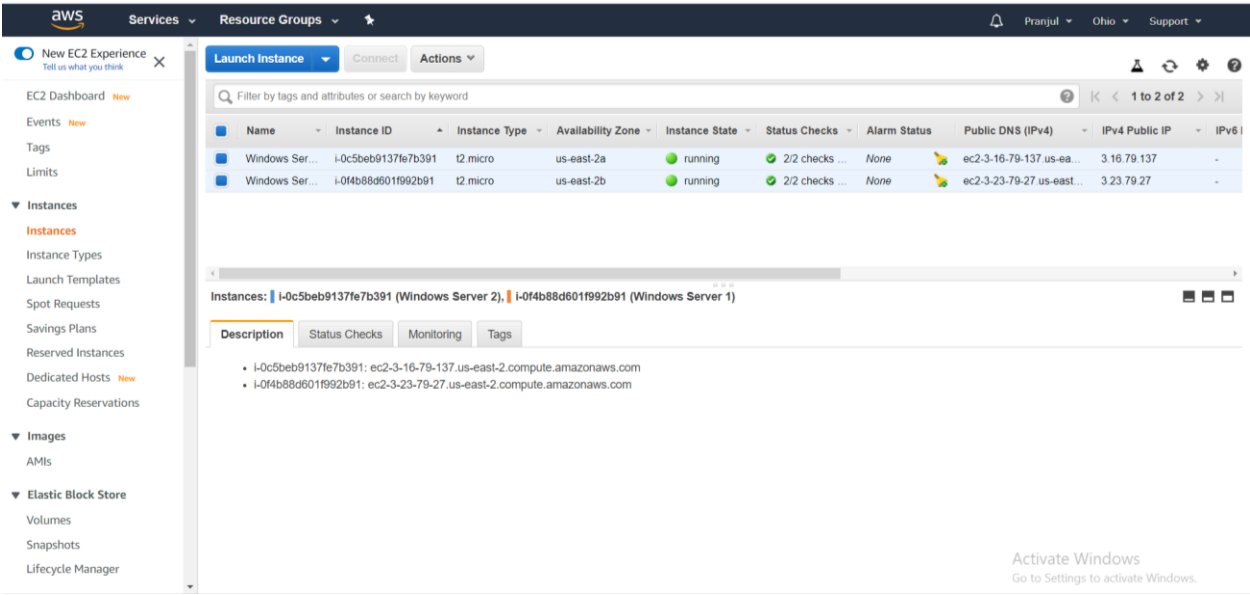 aws Services Resource Groups Pranjul Ohio Support
New EC2 Experience
Tell us what you think
EC2 Dashboard New
Events New
Tags
Limits
Instances
Instances
Instance Types
Launch Templates
Spot Requests
Savings Plans
Reserved Instances
Dedicated Hosts New
Capacity Reservations
Images
AMIs
Elastic Block Store
Volumes
Snapshots
Lifecycle Manager
Launch Instance Connect Actions
Filter by tags and attributes or search by keyword 1 to 2 of 2
Name Instance ID Instance Type Availability Zone Instance State Status Checks Alarm Status Public DNS (IPv4) IPv4 Public IP IPv6
Windows Ser... i-0c5beb9137fe7b391 t2.micro us-east-2a running 2/2 checks ... None ec2-3-16-79-137.us-ea... 3.16.79.137 -
Windows Ser... i-0f4b88d601f992b91 t2.micro us-east-2b running 2/2 checks ... None ec2-3-23-79-27.us-east... 3.23.79.27 -
Instances: i-0c5beb9137fe7b391 (Windows Server 2), i-0f4b88d601f992b91 (Windows Server 1)
Description Status Checks Monitoring Tags
• i-0c5beb9137fe7b391: ec2-3-16-79-137.us-east-2.compute.amazonaws.com
• i-0f4b88d601f992b91: ec2-3-23-79-27.us-east-2.compute.amazonaws.com
Activate Windows
Go to Settings to activate Windows.